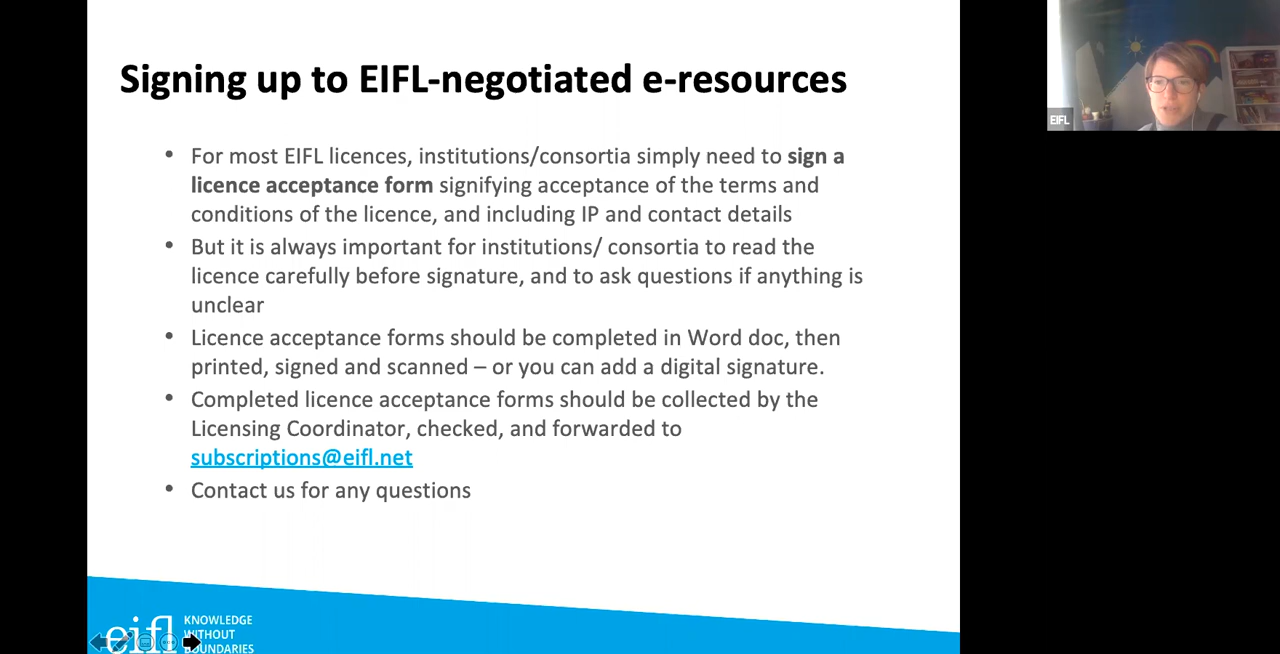 Signing up to EIFL-negotiated e-resources
• For most EIFL licences, institutions/consortia simply need to sign a
licence acceptance form signifying acceptance of the terms and
conditions of the licence, and including IP and contact details
• But it is always important for institutions/ consortia to read the
licence carefully before signature, and to ask questions if anything is
unclear
• Licence acceptance forms should be completed in Word doc, then
printed, signed and scanned – or you can add a digital signature.
• Completed licence acceptance forms should be collected by the
Licensing Coordinator, checked, and forwarded to
subscriptions@eifl.net
• Contact us for any questions
eifl
KNOWLEDGE
WITHOUT
BOUNDARIES
EIFL